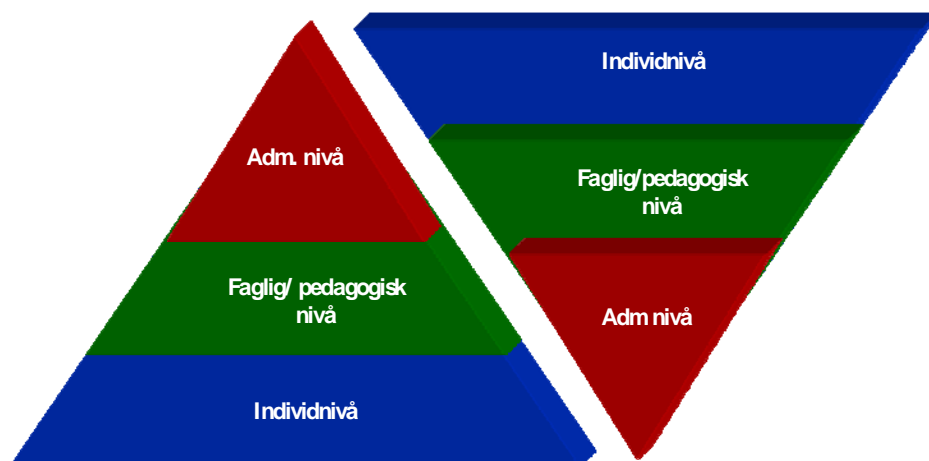 Adm. nivå
Faglig/ pedagogisk
nivå
Individnivå
Individnivå
Faglig/pedagogisk
nivå
Adm nivå